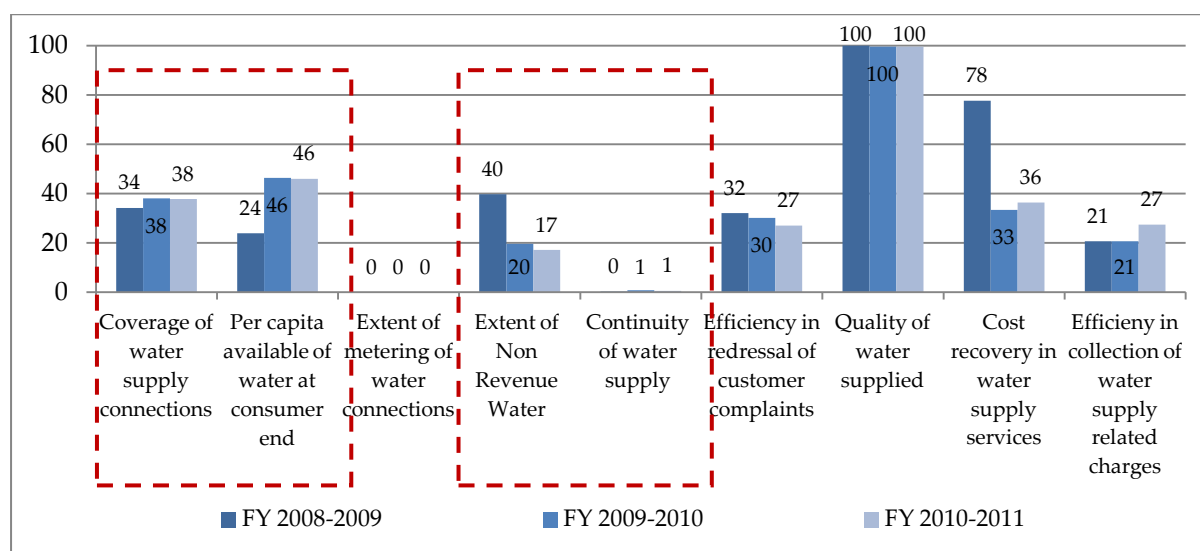 100
80
60
40
20
0
34
38
38
24
46
46
0
0
0
40
20
17
0
1
1
32
30
27
100
100
100
78
33
36
21
21
27
Coverage of
water
supply
connections
Per capita
available of
water at
consumer
end
Extent of
metering of
water
connections
Extent of
Non
Revenue
Water
Continuity
of water
supply
Efficiency in
redressal of
customer
complaints
Quality of
water
supplied
Cost
recovery in
water
supply
services
Efficieny in
collection of
water
supply
related
charges
FY 2008-2009
FY 2009-2010
FY 2010-2011